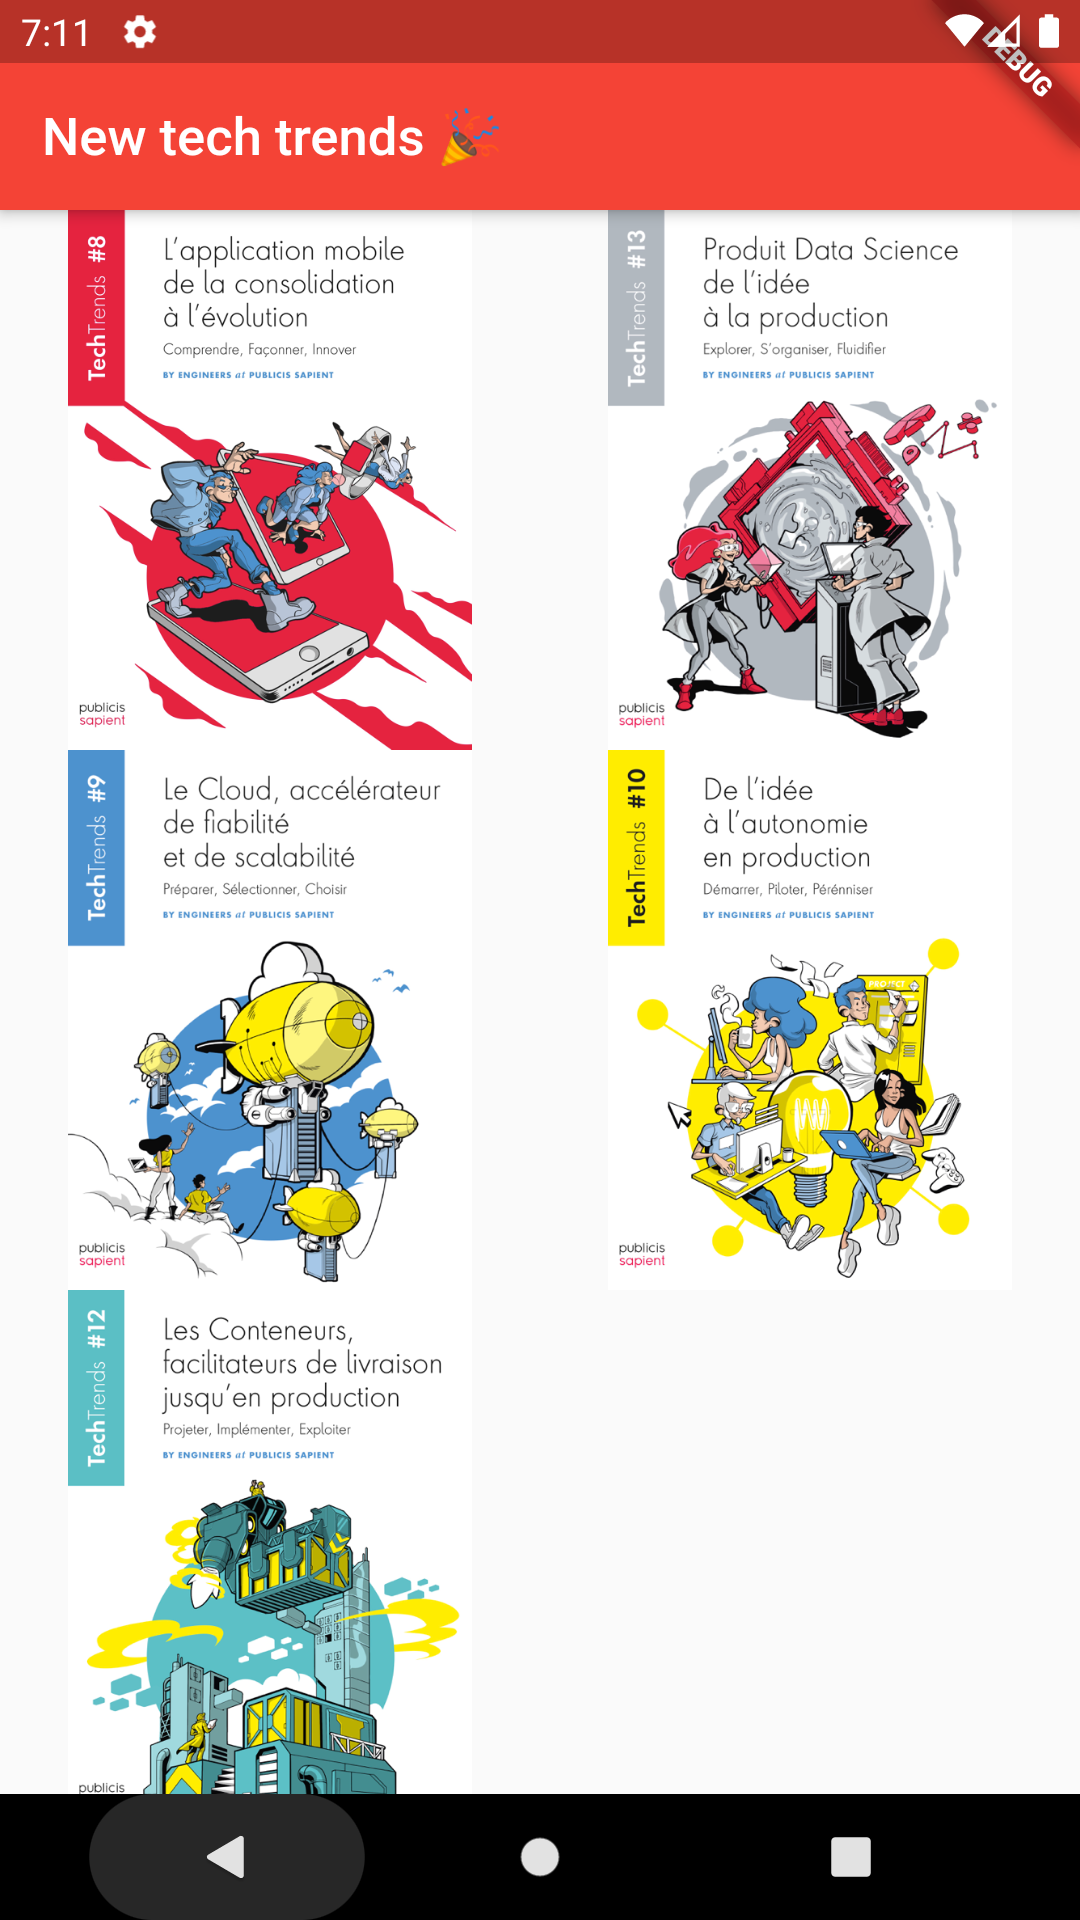 7:11
DEBUG
New tech trends 🎉
TechTrends #8
L’application mobile
de la consolidation
à l’évolution
Comprendre, Façonner, Innover
BY ENGINEERS at PUBLICIS SAPIENT
publicis
sapient
TechTrends #13
Produit Data Science
de l’idée
à la production
Explorer, S’organiser, Fluidifier
BY ENGINEERS at PUBLICIS SAPIENT
publicis
sapient
TechTrends #9
Le Cloud, accélérateur
de fiabilité
et de scalabilité
Préparer, Sélectionner, Choisir
BY ENGINEERS at PUBLICIS SAPIENT
publicis
sapient
TechTrends #10
De l’idée
à l’autonomie
en production
Démarrer, Piloter, Pérénniser
BY ENGINEERS at PUBLICIS SAPIENT
PROJECT
publicis
sapient
TechTrends #12
Les Conteneurs,
facilitateurs de livraison
jusqu’en production
Projeter, Implémenter, Exploiter
BY ENGINEERS at PUBLICIS SAPIENT
publicis